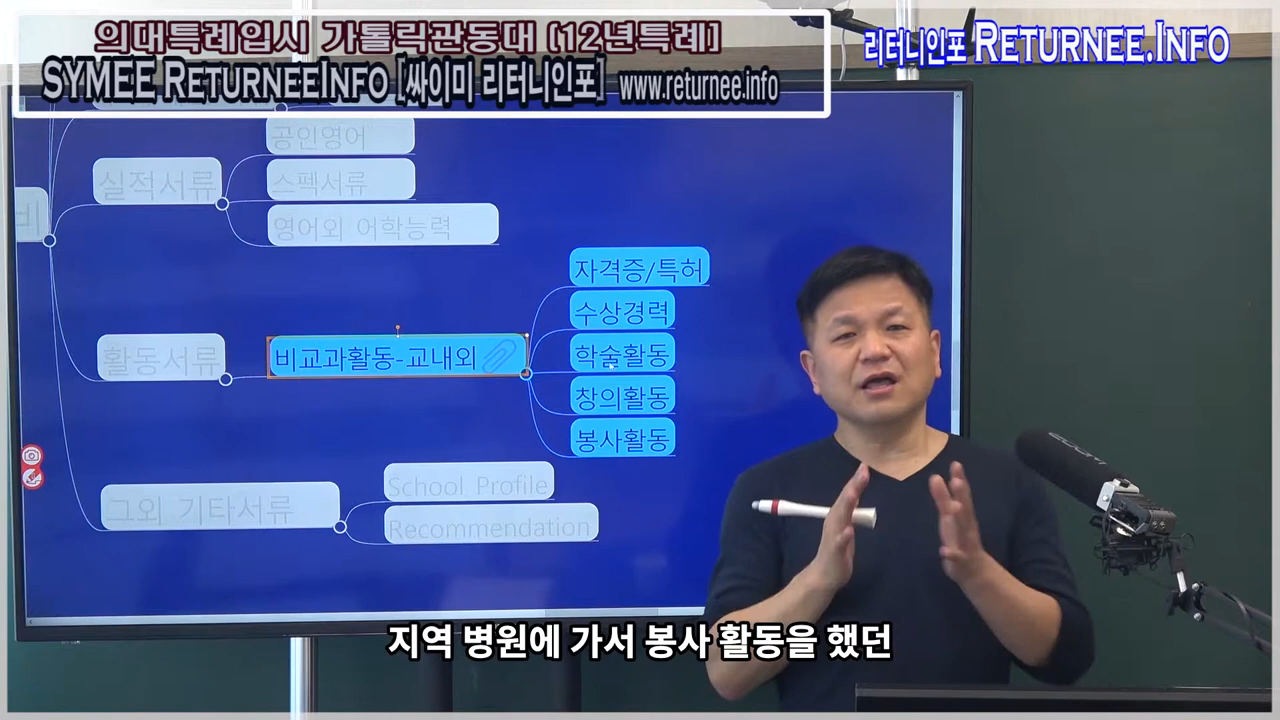 의대특례입시 가톨릭관동대 [12년특례]
SYMEE RETURNEEINFO [싸이미 리터니인포] www.returnee.info
리터니인포 RETURNEE.INFO
공인영어
실적서류
스펙서류
비
영어외 어학능력
자격증/특허
수상경력
활동서류
비교과활동-교내외
학술활동
창의활동
봉사활동
그외 기타서류
School Profile
Recommendation
지역 병원에 가서 봉사 활동을 했던